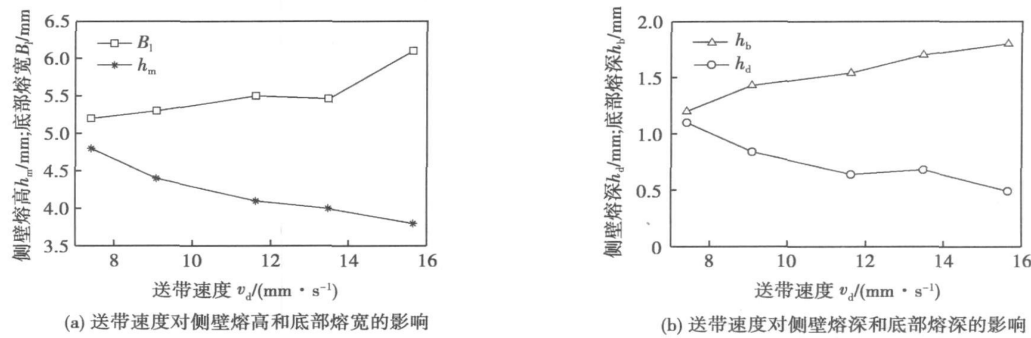 侧壁熔高h_m/mm;底部熔宽B_l/mm
6.5
6.0
5.5
5.0
4.5
4.0
3.5
B_l
h_m
8 10 12 14 16
送带速度 v_d/(mm·s⁻¹)
(a) 送带速度对侧壁熔高和底部熔宽的影响
侧壁熔深h_d/mm;底部熔深h_b/mm
2.0
1.5
1.0
0.5
0
h_b
h_d
8 10 12 14 16
送带速度 v_d/(mm·s⁻¹)
(b) 送带速度对侧壁熔深和底部熔深的影响